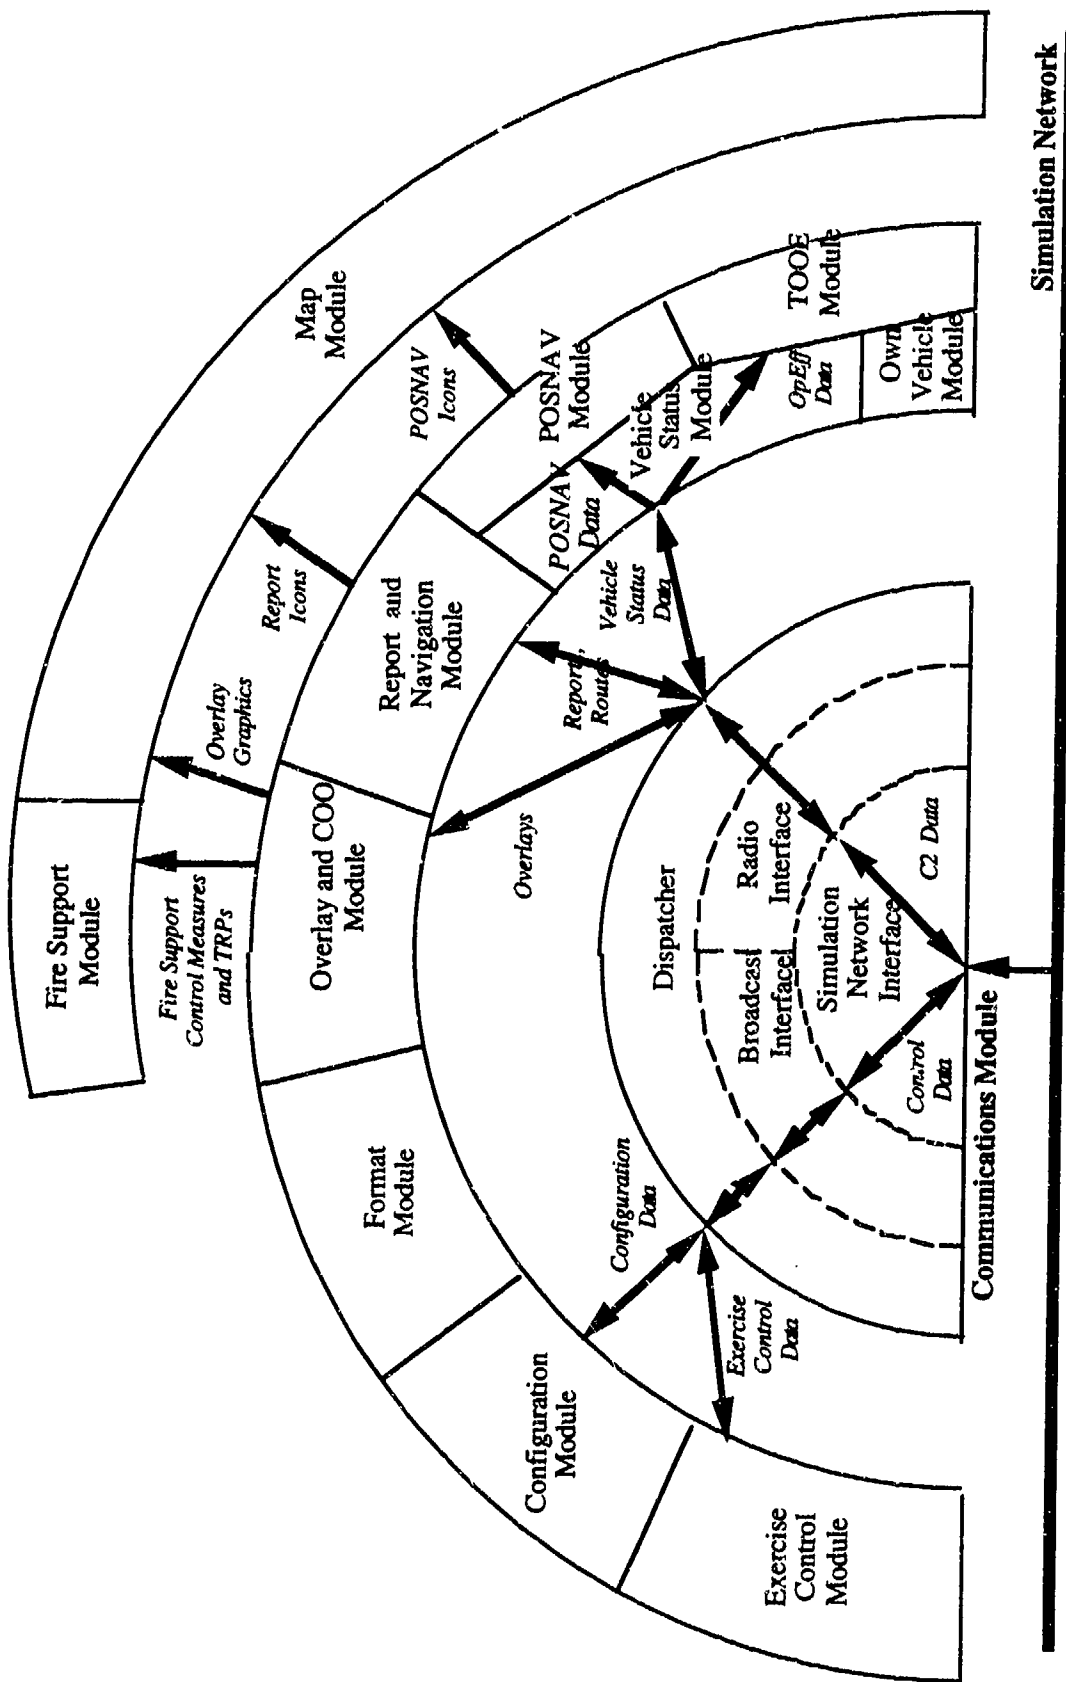 Fire Support
Module
Map
Module
Fire Support
Control Measures
and TRPs
Overlay
Graphics
Report
Icons
POSNAV
Icons
Exercise
Control
Module
Configuration
Module
Format
Module
Overlay and COO
Module
Report and
Navigation
Module
POSNAV
Module
TOOE
Module
Vehicle
Status
Module
Own
Vehicle
Module
POSNAV
Data
OpEff
Data
Exercise
Control
Data
Configuration
Data
Overlays
Reports,
Routes
Vehicle
Status
Data
Dispatcher
Broadcast
Interface
Radio
Interface
Simulation
Network
Interface
Control
Data
C2 Data
Communications Module
Simulation Network